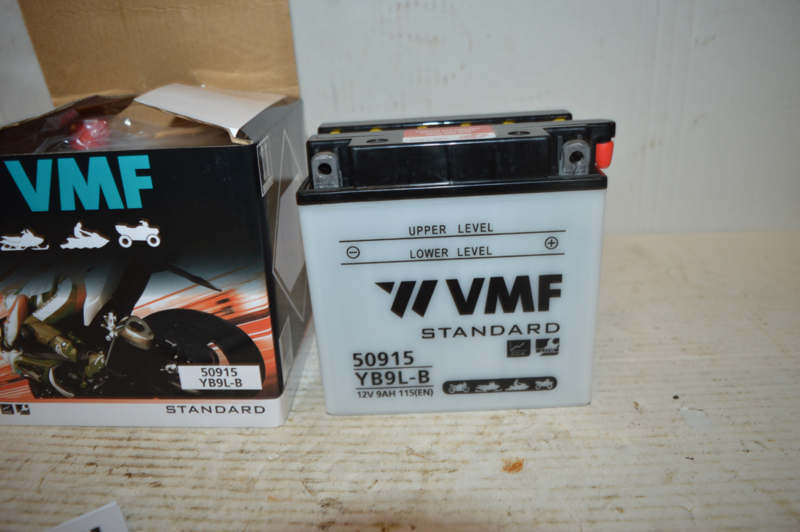 VMF
50915
YB9L-B
STANDARD
UPPER LEVEL
LOWER LEVEL
VMF
STANDARD
50915
YB9L-B
12V 9AH 115(EN)